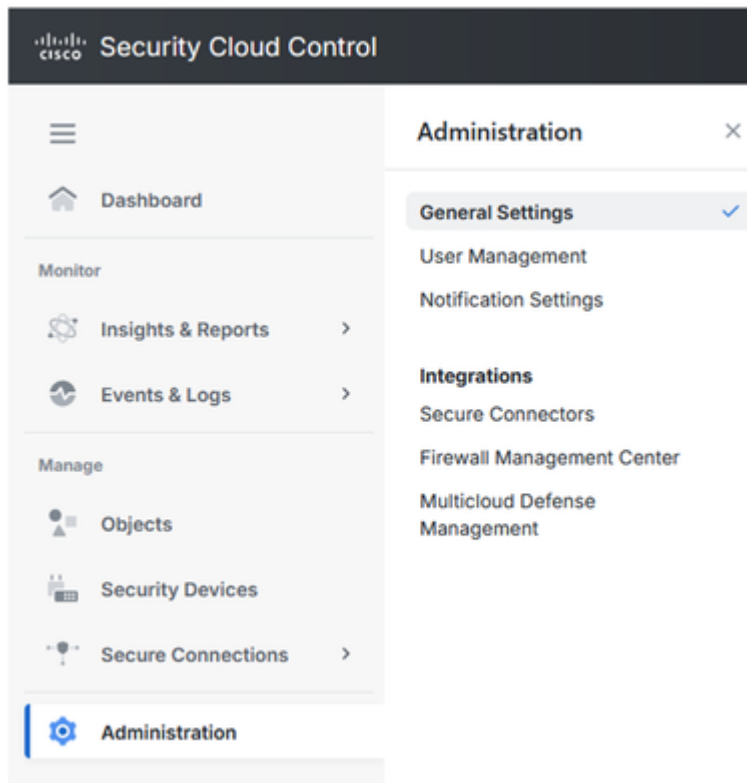 CISCO Security Cloud Control
Dashboard
Monitor
Insights & Reports
Events & Logs
Manage
Objects
Security Devices
Secure Connections
Administration
Administration
General Settings
User Management
Notification Settings
Integrations
Secure Connectors
Firewall Management Center
Multicloud Defense
Management